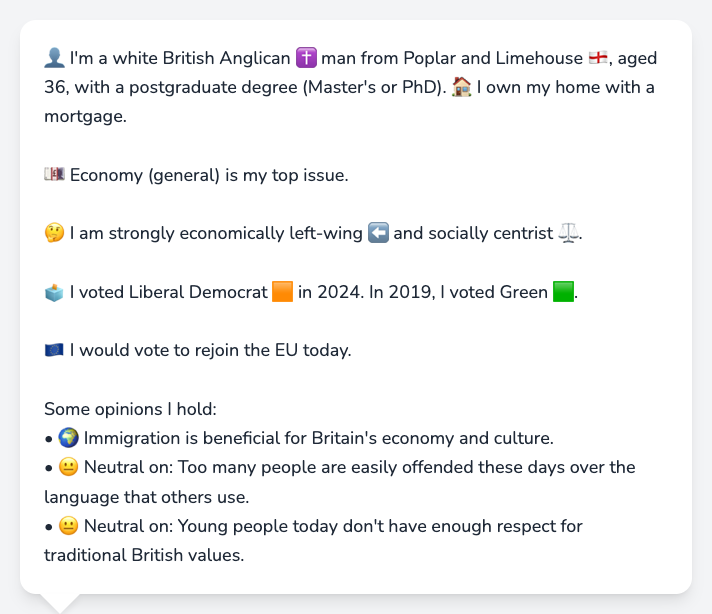 👤 I'm a white British Anglican ✝️ man from Poplar and Limehouse 🏴󠁧󠁢󠁥󠁮󠁧󠁿, aged
36, with a postgraduate degree (Master's or PhD). 🏠 I own my home with a
mortgage.
💷 Economy (general) is my top issue.
🤔 I am strongly economically left-wing ⬅️ and socially centrist ⚖️.
🗳️ I voted Liberal Democrat 🟧 in 2024. In 2019, I voted Green 🟩.
🇪🇺 I would vote to rejoin the EU today.
Some opinions I hold:
• 🌍 Immigration is beneficial for Britain's economy and culture.
• 😐 Neutral on: Too many people are easily offended these days over the
language that others use.
• 😐 Neutral on: Young people today don't have enough respect for
traditional British values.